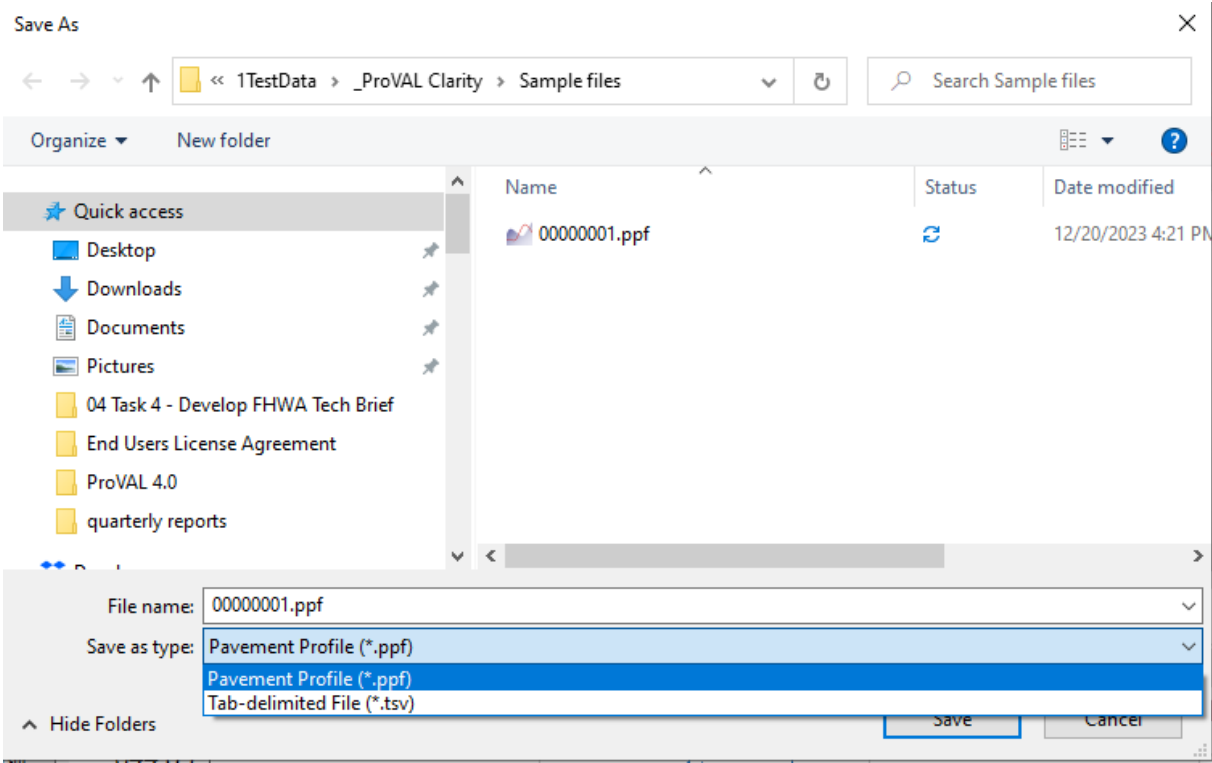 Save As
« 1TestData › _ProVAL Clarity › Sample files
Search Sample files
Organize
New folder
?
Name
Status
Date modified
Quick access
00000001.ppf
12/20/2023 4:21 PM
Desktop
Downloads
Documents
Pictures
04 Task 4 - Develop FHWA Tech Brief
End Users License Agreement
ProVAL 4.0
quarterly reports
File name: 00000001.ppf
Save as type: Pavement Profile (*.ppf)
Pavement Profile (*.ppf)
Tab-delimited File (*.tsv)
Hide Folders
Save
Cancel